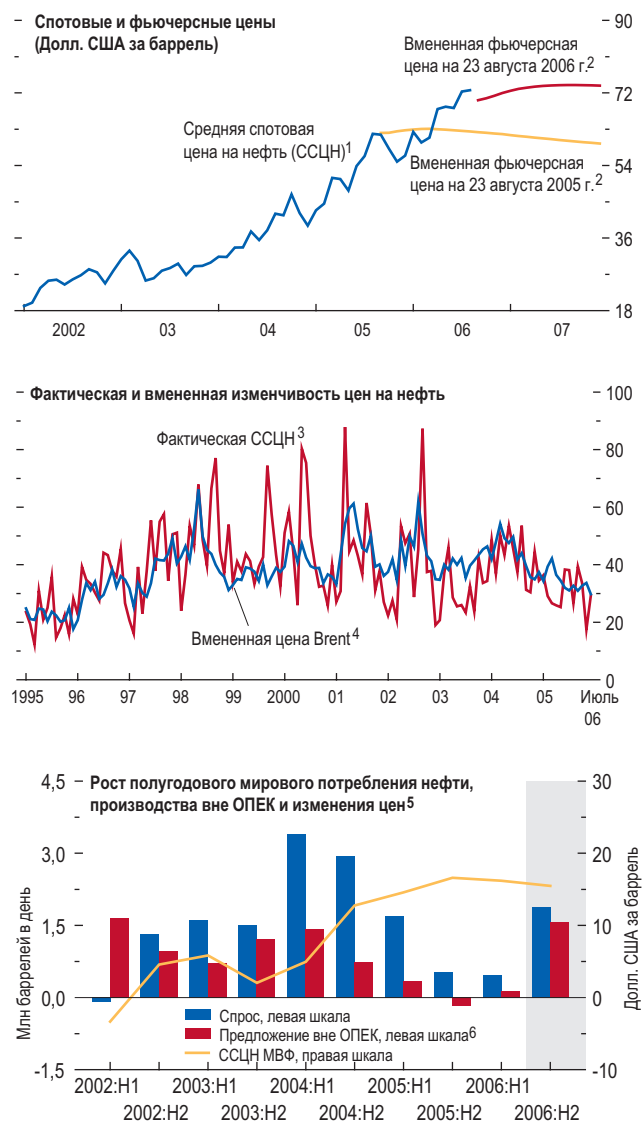 Спотовые и фьючерсные цены
(Долл. США за баррель)
Вмененная фьючерсная
цена на 23 августа 2006 г.2
Средняя спотовая
цена на нефть (ССЦН)1
Вмененная фьючерсная
цена на 23 августа 2005 г.2
90
72
54
36
18
2002 03 04 05 06 07
Фактическая и вмененная изменчивость цен на нефть
Фактическая ССЦН 3
Вмененная цена Brent 4
100
80
60
40
20
0
1995 96 97 98 99 2000 01 02 03 04 05 Июль
06
Рост полугодового мирового потребления нефти,
производства вне ОПЕК и изменения цен5
Млн баррелей в день
4,5
3,0
1,5
0,0
-1,5
Долл. США за баррель
30
20
10
0
-10
Спрос, левая шкала
Предложение вне ОПЕК, левая шкала6
ССЦН МВФ, правая шкала
2002:H1 2003:H1 2004:H1 2005:H1 2006:H1
2002:H2 2003:H2 2004:H2 2005:H2 2006:H2